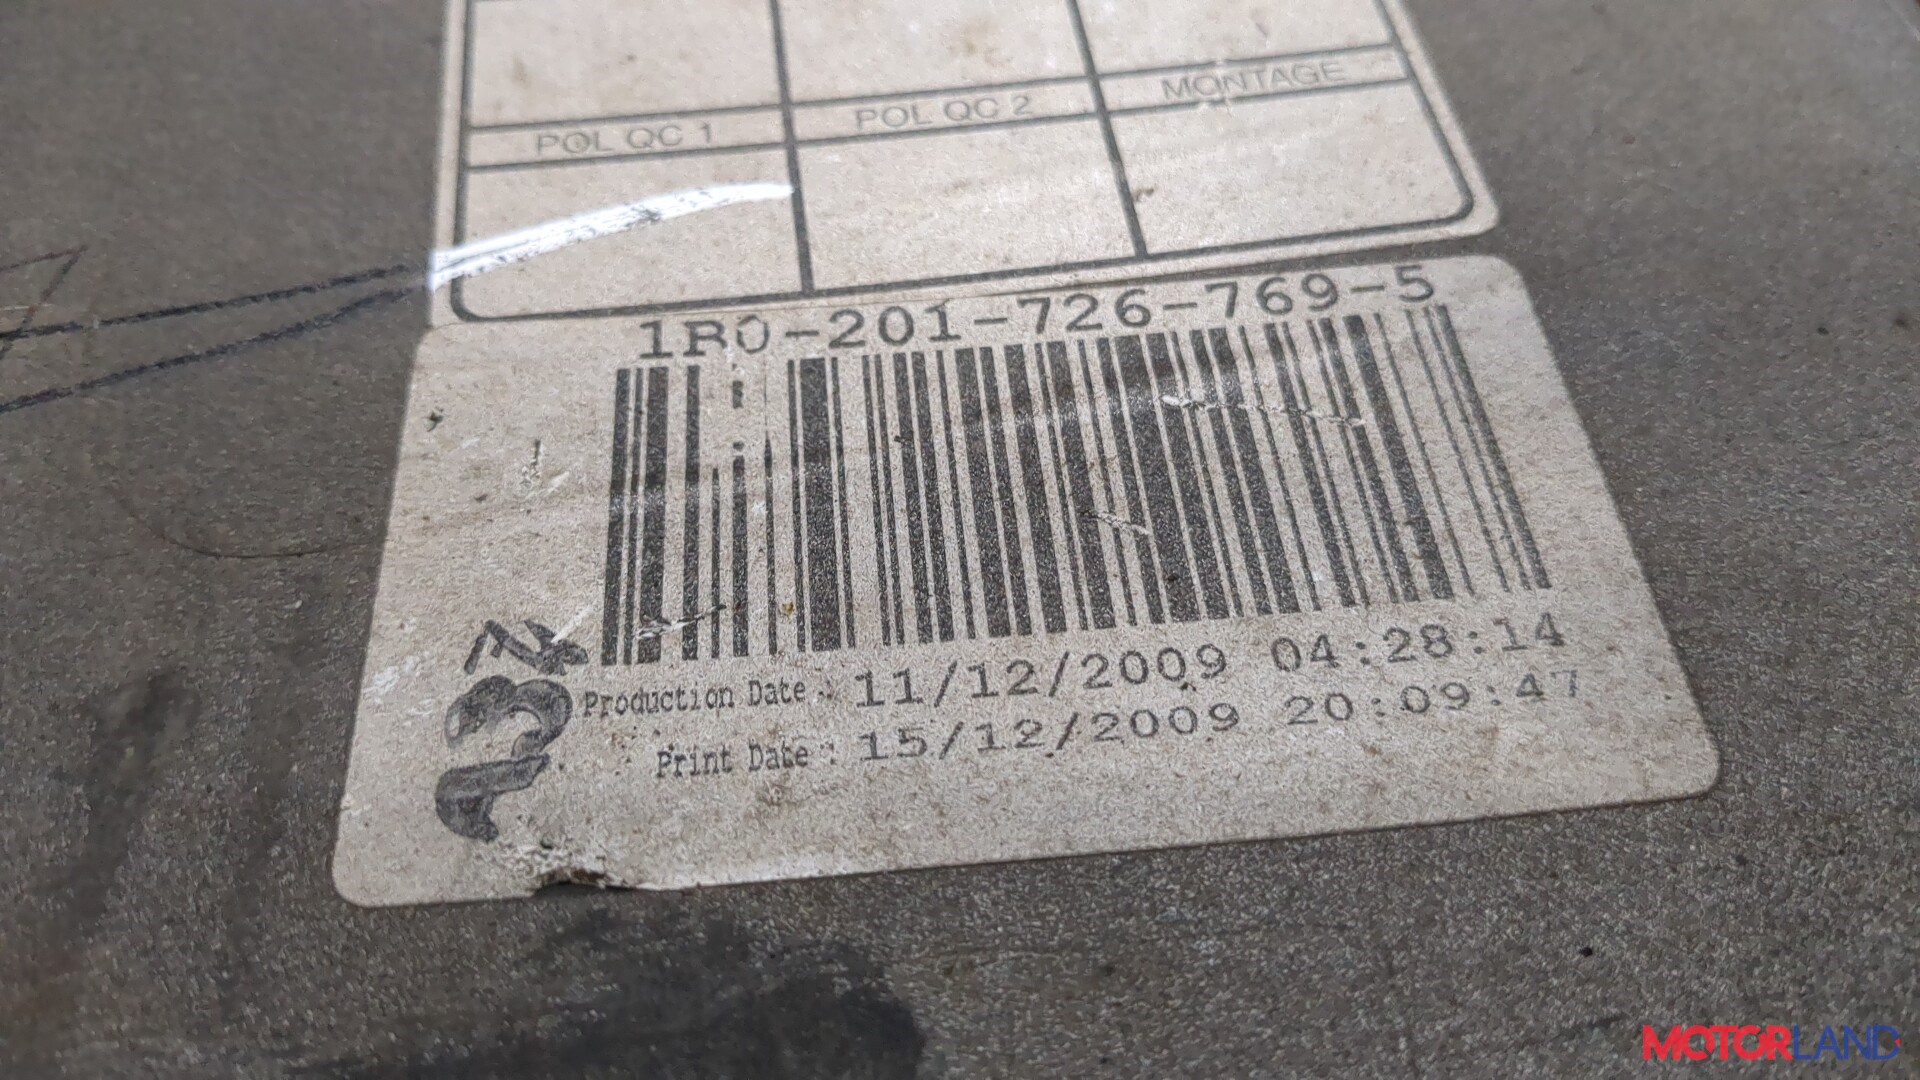 POL QC 1
POL QC 2
MONTAGE
1R0-201-726-769-5
Production Date : 11/12/2009 04:28:14
Print Date : 15/12/2009 20:09:47
MOTORLAND